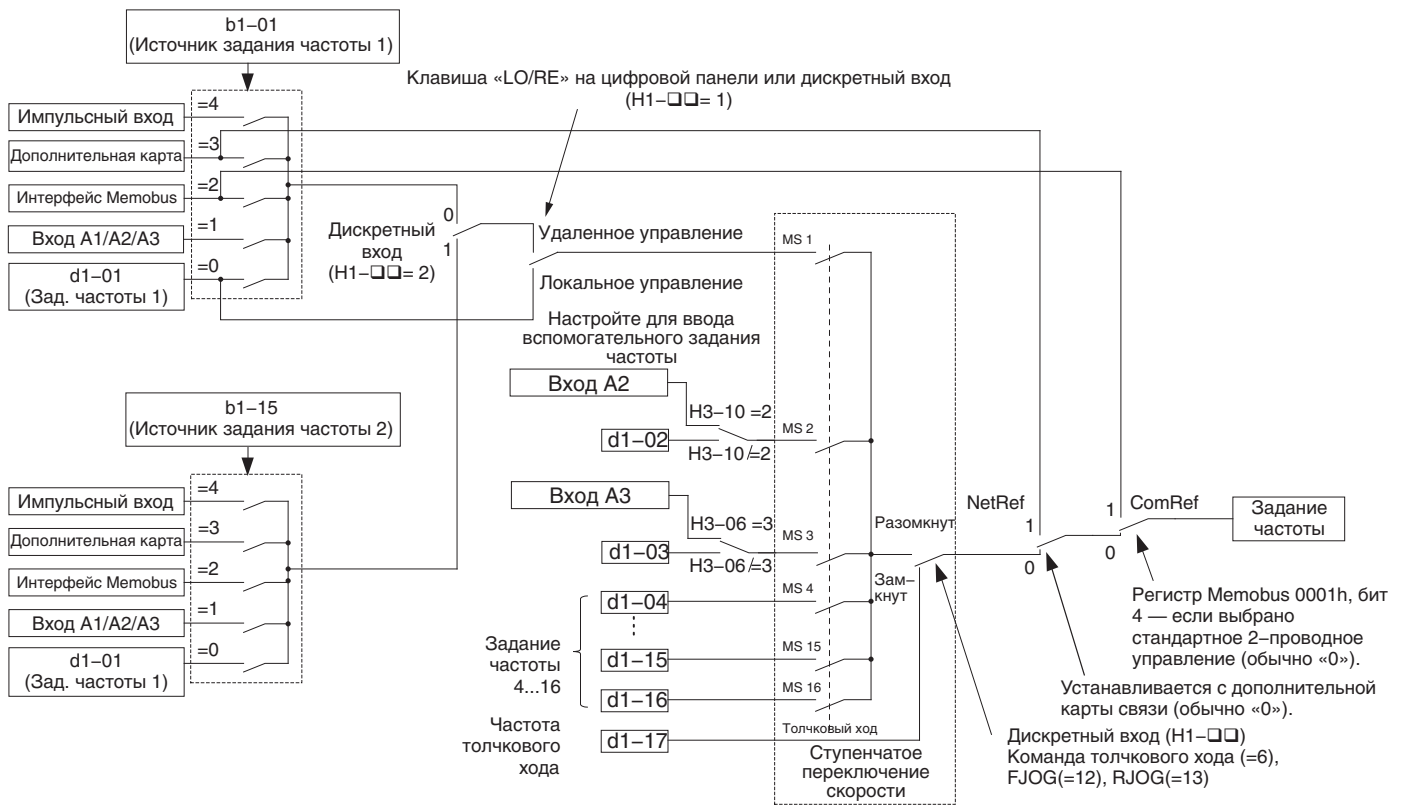 b1–01
(Источник задания частоты 1)
Клавиша «LO/RE» на цифровой панели или дискретный вход
(H1–❑❑= 1)
Импульсный вход
=4
Дополнительная карта
=3
Интерфейс Memobus
=2
Вход A1/A2/A3
=1
d1–01
(Зад. частоты 1)
=0
Дискретный
вход
(H1–❑❑= 2)
0
1
Удаленное управление
Локальное управление
MS 1
Настройте для ввода
вспомогательного задания
частоты
Вход A2
H3–10 =2
d1–02
H3–10 ≠2
MS 2
b1–15
(Источник задания частоты 2)
Импульсный вход
=4
Дополнительная карта
=3
Интерфейс Memobus
=2
Вход A1/A2/A3
=1
d1–01
(Зад. частоты 1)
=0
Вход A3
H3–06 =3
d1–03
H3–06 ≠3
MS 3
Разомкнут
Зам–
кнут
NetRef
1
0
1
ComRef
0
Задание
частоты
d1–04
MS 4
Задание
частоты
4...16
d1–15
MS 15
d1–16
MS 16
Частота
толчкового
хода
d1–17
Толчковый ход
Ступенчатое
переключение
скорости
Регистр Memobus 0001h, бит
4 — если выбрано
стандартное 2–проводное
управление (обычно «0»).
Устанавливается с дополнительной
карты связи (обычно «0»).
Дискретный вход (H1–❑❑)
Команда толчкового хода (=6),
FJOG(=12), RJOG(=13)